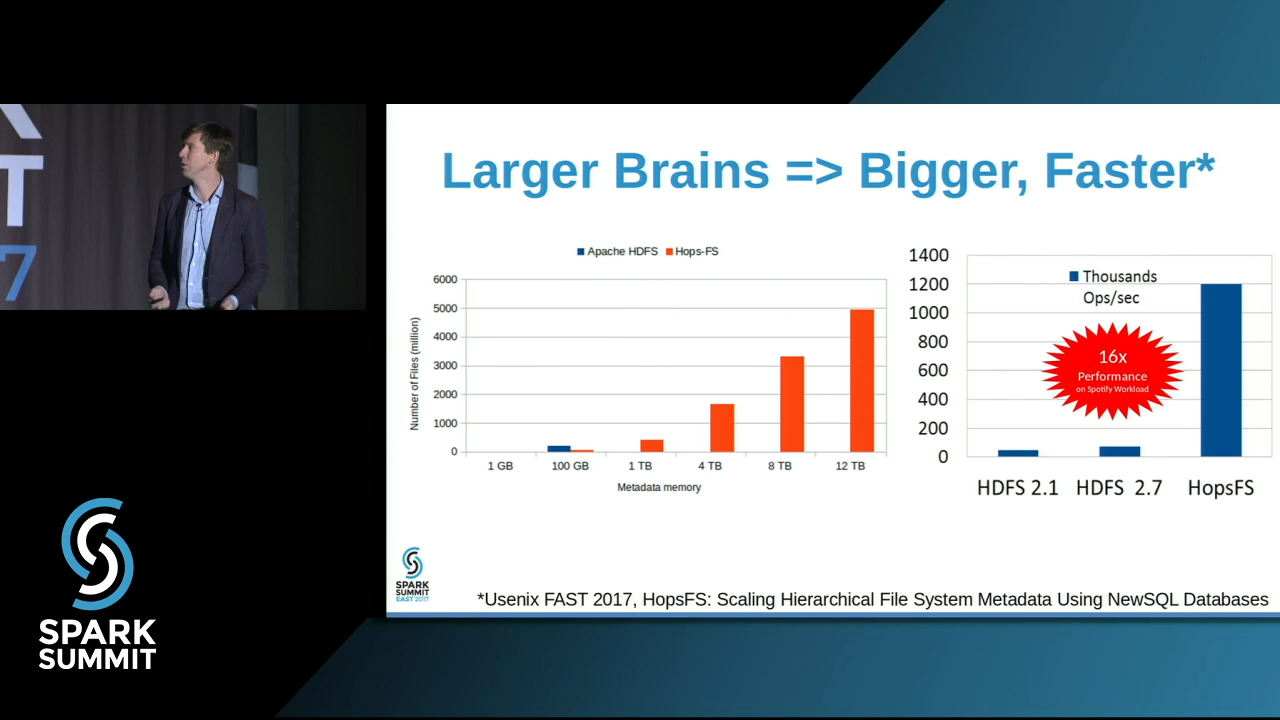 K
T
7
SPARK
SUMMIT
Larger Brains => Bigger, Faster*
Apache HDFS Hops-FS
6000
5000
4000
3000
2000
1000
0
Number of Files (million)
1 GB 100 GB 1 TB 4 TB 8 TB 12 TB
Metadata memory
1400
1200
1000
800
600
400
200
0
Thousands
Ops/sec
16x
Performance
on Spotify Workload
HDFS 2.1 HDFS 2.7 HopsFS
SPARK
SUMMIT
EAST 2017
*Usenix FAST 2017, HopsFS: Scaling Hierarchical File System Metadata Using NewSQL Databases